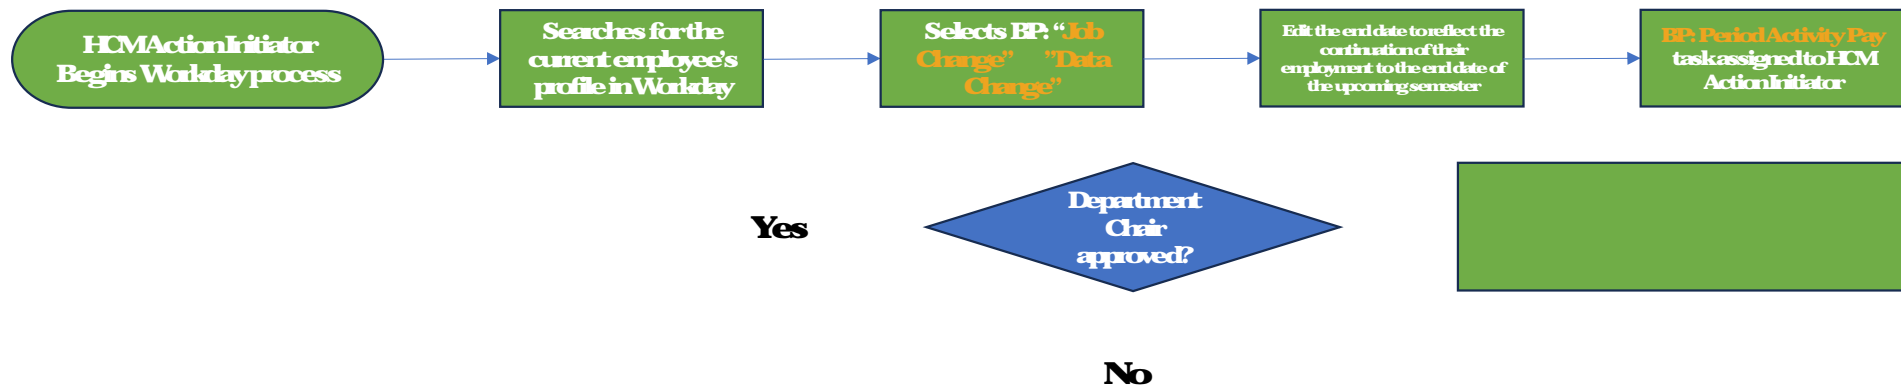 HCM Action Initiator
Begins Workday process
Searches for the
current employee's
profile in Workday
Selects BP: “Job
Change” ”Data
Change”
Edit the end date to reflect the
continuation of their
employment to the end date of
the upcoming semester
BP: Period Activity Pay
task assigned to HCM
Action Initiator
Department
Chair
approved?
Yes
No